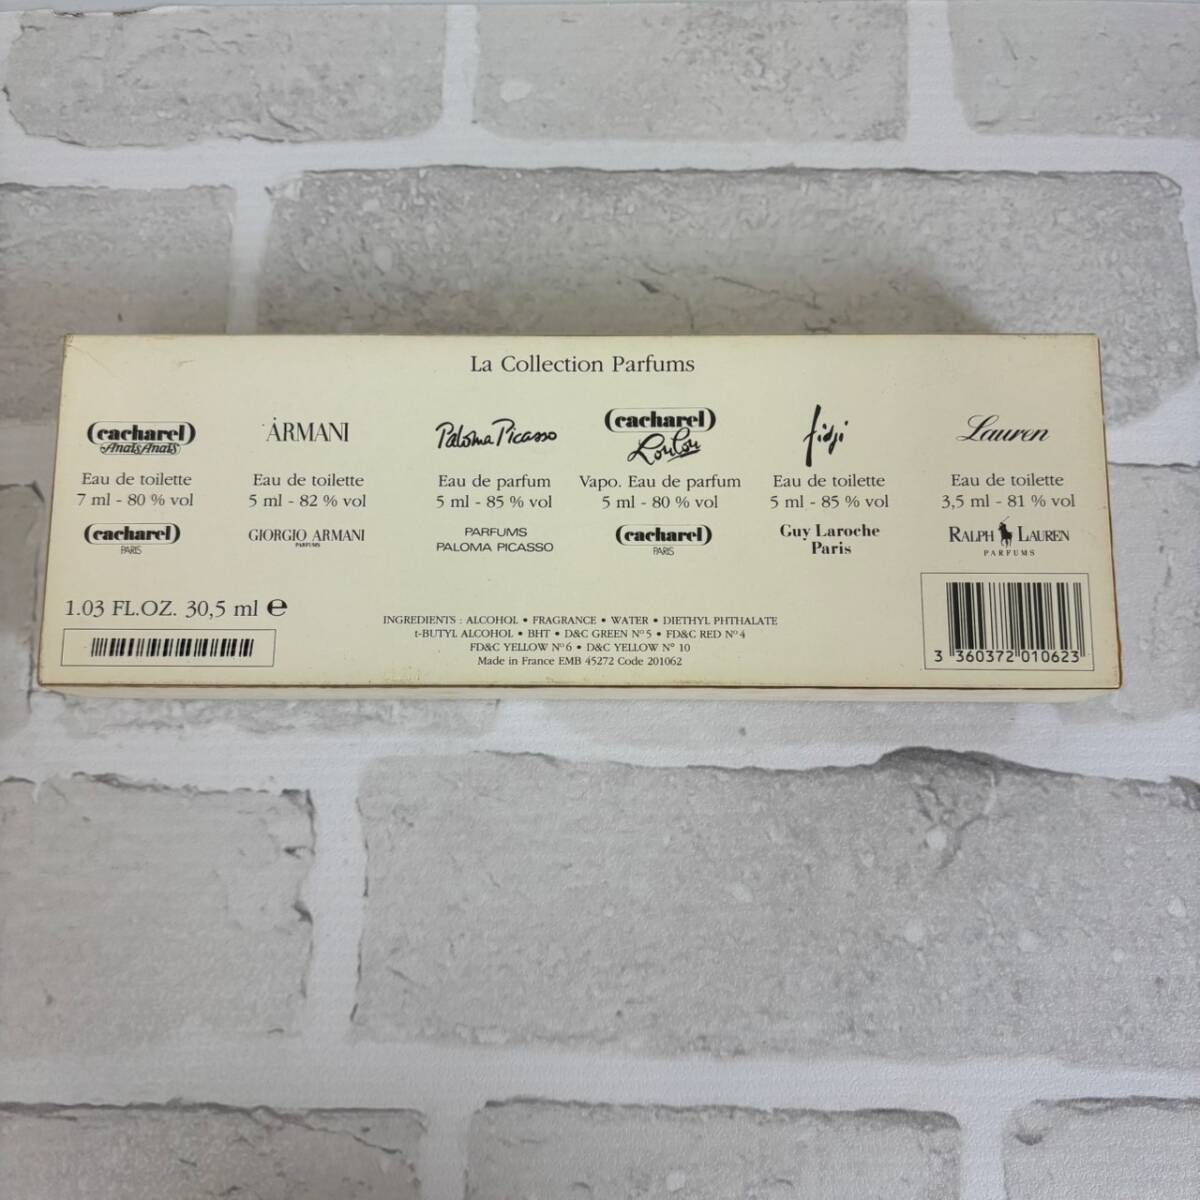 La Collection Parfums
cacharel
Anaïs Anaïs
Eau de toilette
7 ml - 80 % vol
cacharel
PARIS
ARMANI
Eau de toilette
5 ml - 82 % vol
GIORGIO ARMANI
PARFUMS
Paloma Picasso
Eau de parfum
5 ml - 85 % vol
PARFUMS
PALOMA PICASSO
cacharel
LouLou
Vapo. Eau de parfum
5 ml - 80 % vol
cacharel
PARIS
fidji
Eau de toilette
5 ml - 85 % vol
Guy Laroche
Paris
Lauren
Eau de toilette
3,5 ml - 81 % vol
RALPH LAUREN
PARFUMS
1.03 FL.OZ. 30,5 ml ℮
INGREDIENTS : ALCOHOL • FRAGRANCE • WATER • DIETHYL PHTHALATE
t-BUTYL ALCOHOL • BHT • D&C GREEN N°5 • FD&C RED N°4
FD&C YELLOW N°6 • D&C YELLOW N° 10
Made in France EMB 45272 Code 201062
3 360372 010623